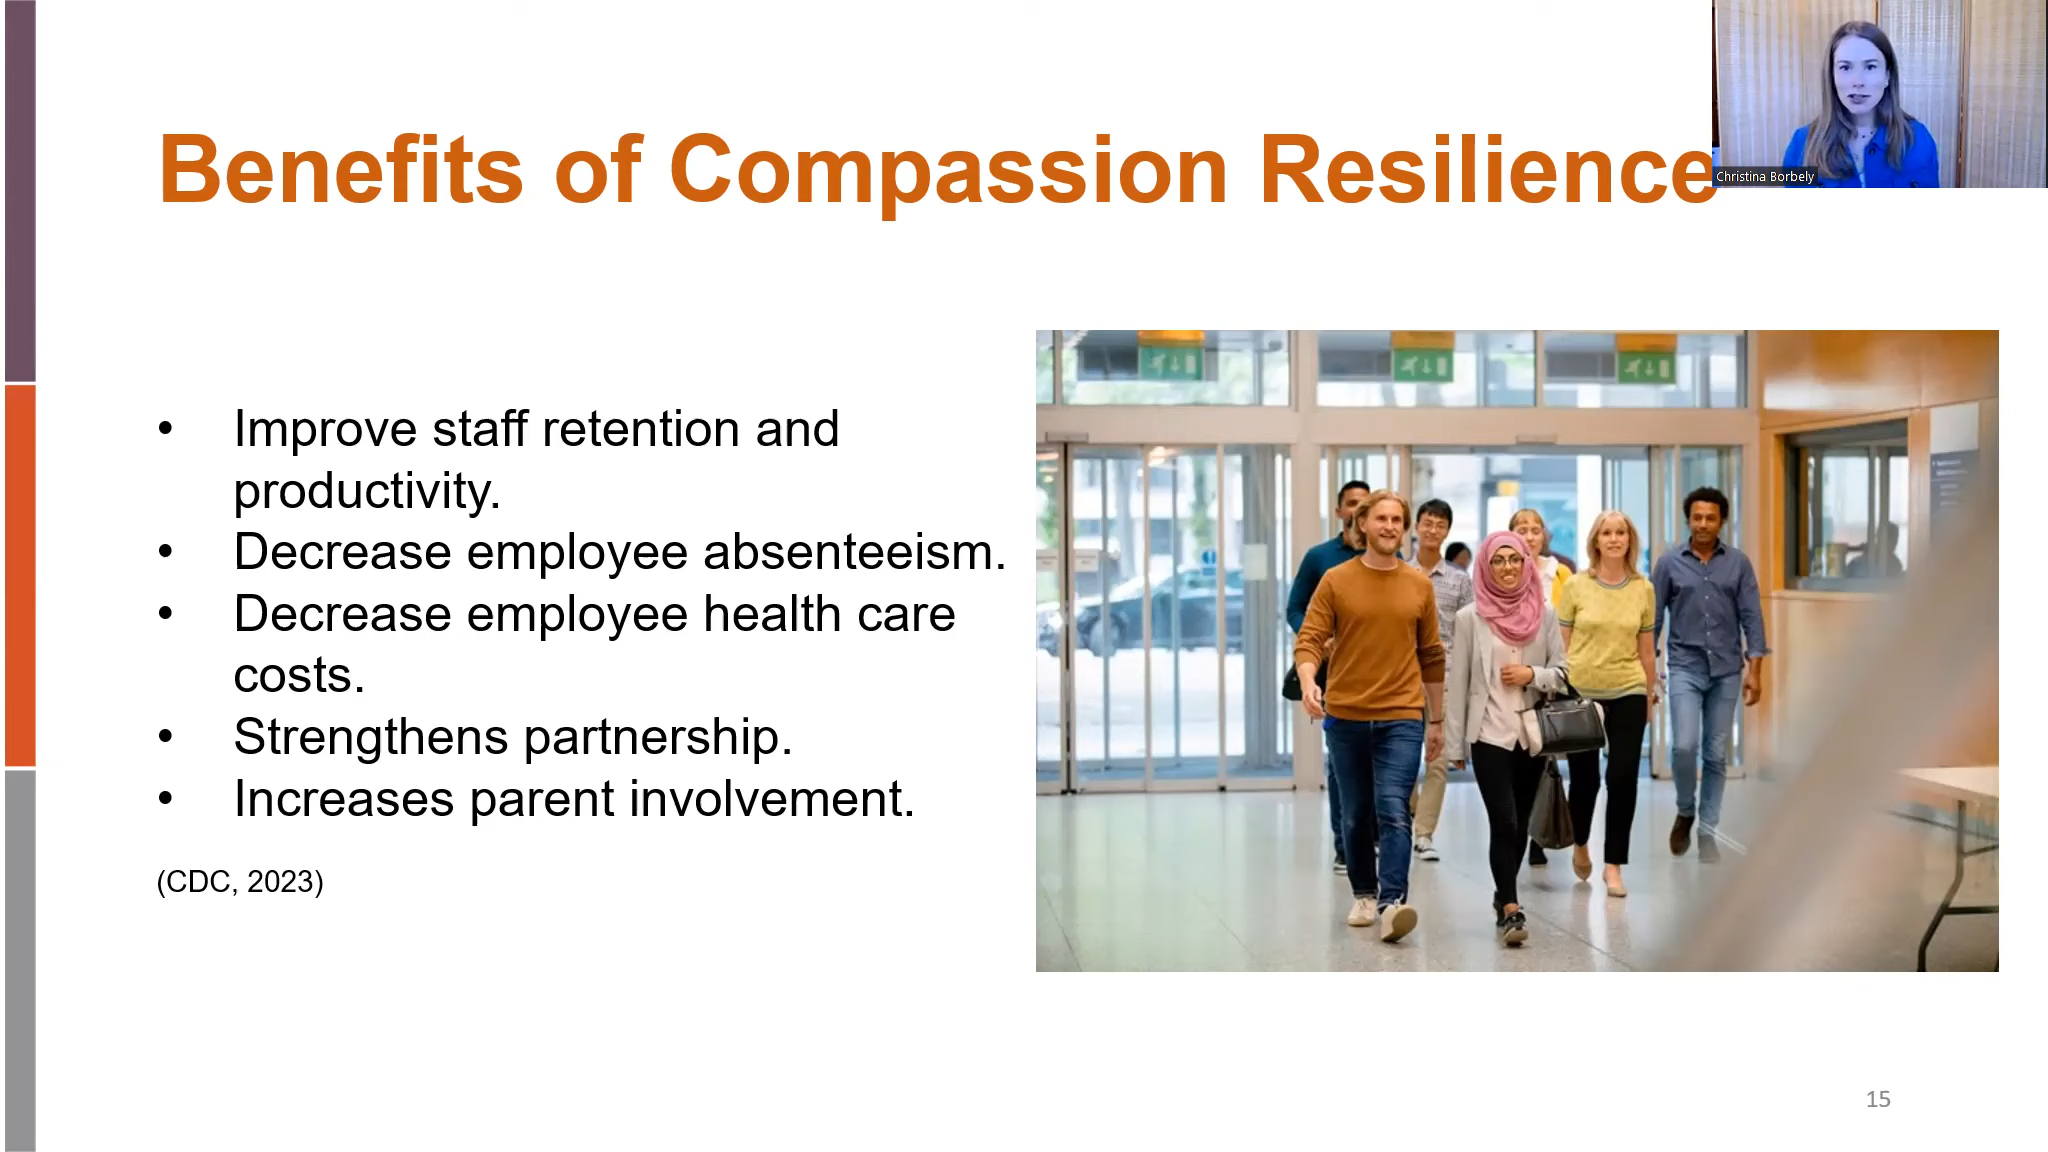 Benefits of Compassion Resilience
Christina Borbely
• Improve staff retention and
productivity.
• Decrease employee absenteeism.
• Decrease employee health care
costs.
• Strengthens partnership.
• Increases parent involvement.
(CDC, 2023)
15